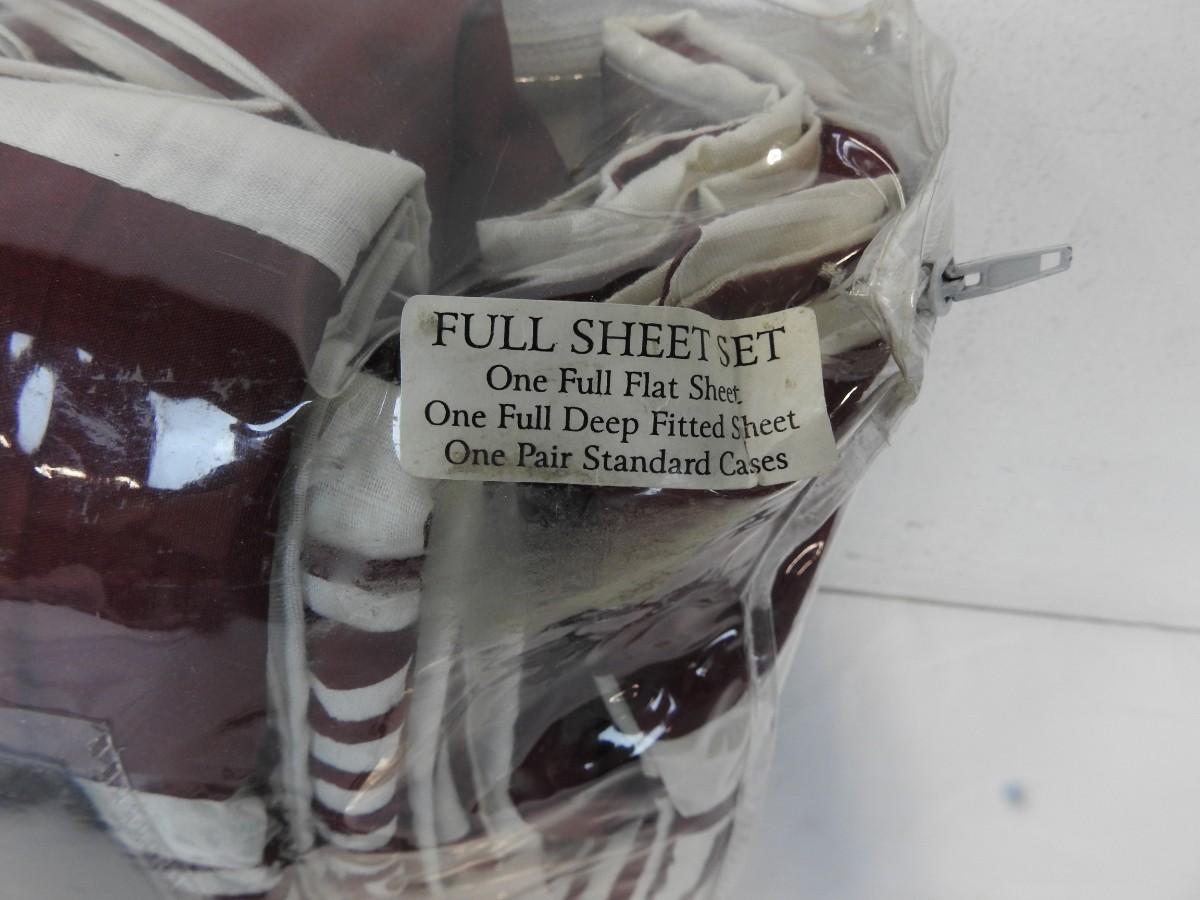 FULL SHEET SET
One Full Flat Sheet
One Full Deep Fitted Sheet
One Pair Standard Cases